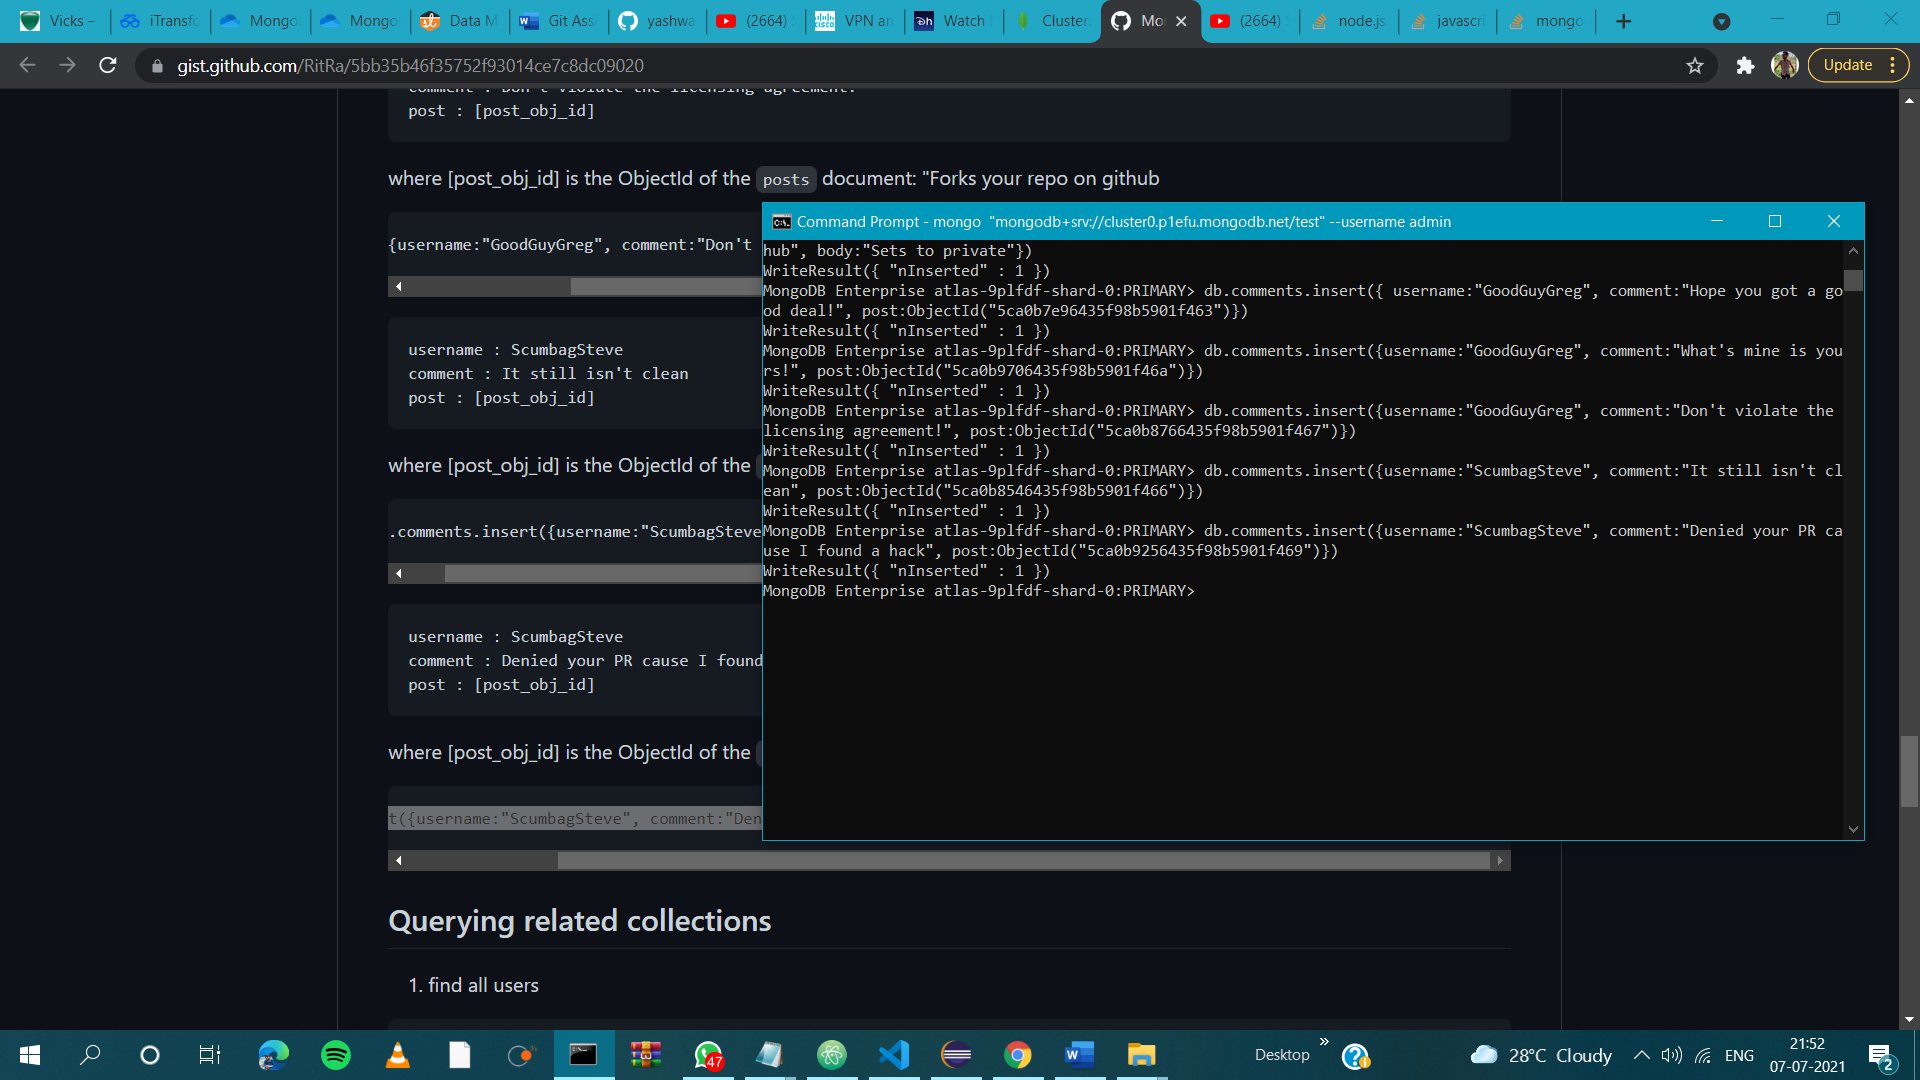 Vicks –
iTransfo
Mongo
Mongo
Data M
Git Assi
yashwa
(2664)
VPN an
Watch
Cluster
Mo
(2664)
node.js
javascri
mongo
gist.github.com/RitRa/5bb35b46f35752f93014ce7c8dc09020
Update
post : [post_obj_id]
where [post_obj_id] is the ObjectId of the posts document: "Forks your repo on github
{username:"GoodGuyGreg", comment:"Don't
username : ScumbagSteve
comment : It still isn't clean
post : [post_obj_id]
where [post_obj_id] is the ObjectId of the
.comments.insert({username:"ScumbagSteve
username : ScumbagSteve
comment : Denied your PR cause I found
post : [post_obj_id]
where [post_obj_id] is the ObjectId of the
t({username:"ScumbagSteve", comment:"Den
Querying related collections
1. find all users
Command Prompt - mongo "mongodb+srv://cluster0.p1efu.mongodb.net/test" --username admin
hub", body:"Sets to private"})
WriteResult({ "nInserted" : 1 })
MongoDB Enterprise atlas-9plfdf-shard-0:PRIMARY> db.comments.insert({ username:"GoodGuyGreg", comment:"Hope you got a go
od deal!", post:ObjectId("5ca0b7e96435f98b5901f463")})
WriteResult({ "nInserted" : 1 })
MongoDB Enterprise atlas-9plfdf-shard-0:PRIMARY> db.comments.insert({username:"GoodGuyGreg", comment:"What's mine is you
rs!", post:ObjectId("5ca0b9706435f98b5901f46a")})
WriteResult({ "nInserted" : 1 })
MongoDB Enterprise atlas-9plfdf-shard-0:PRIMARY> db.comments.insert({username:"GoodGuyGreg", comment:"Don't violate the
licensing agreement!", post:ObjectId("5ca0b8766435f98b5901f467")})
WriteResult({ "nInserted" : 1 })
MongoDB Enterprise atlas-9plfdf-shard-0:PRIMARY> db.comments.insert({username:"ScumbagSteve", comment:"It still isn't cl
ean", post:ObjectId("5ca0b8546435f98b5901f466")})
WriteResult({ "nInserted" : 1 })
MongoDB Enterprise atlas-9plfdf-shard-0:PRIMARY> db.comments.insert({username:"ScumbagSteve", comment:"Denied your PR ca
use I found a hack", post:ObjectId("5ca0b9256435f98b5901f469")})
WriteResult({ "nInserted" : 1 })
MongoDB Enterprise atlas-9plfdf-shard-0:PRIMARY>
47
Desktop
28°C Cloudy
ENG
21:52
07-07-2021
2